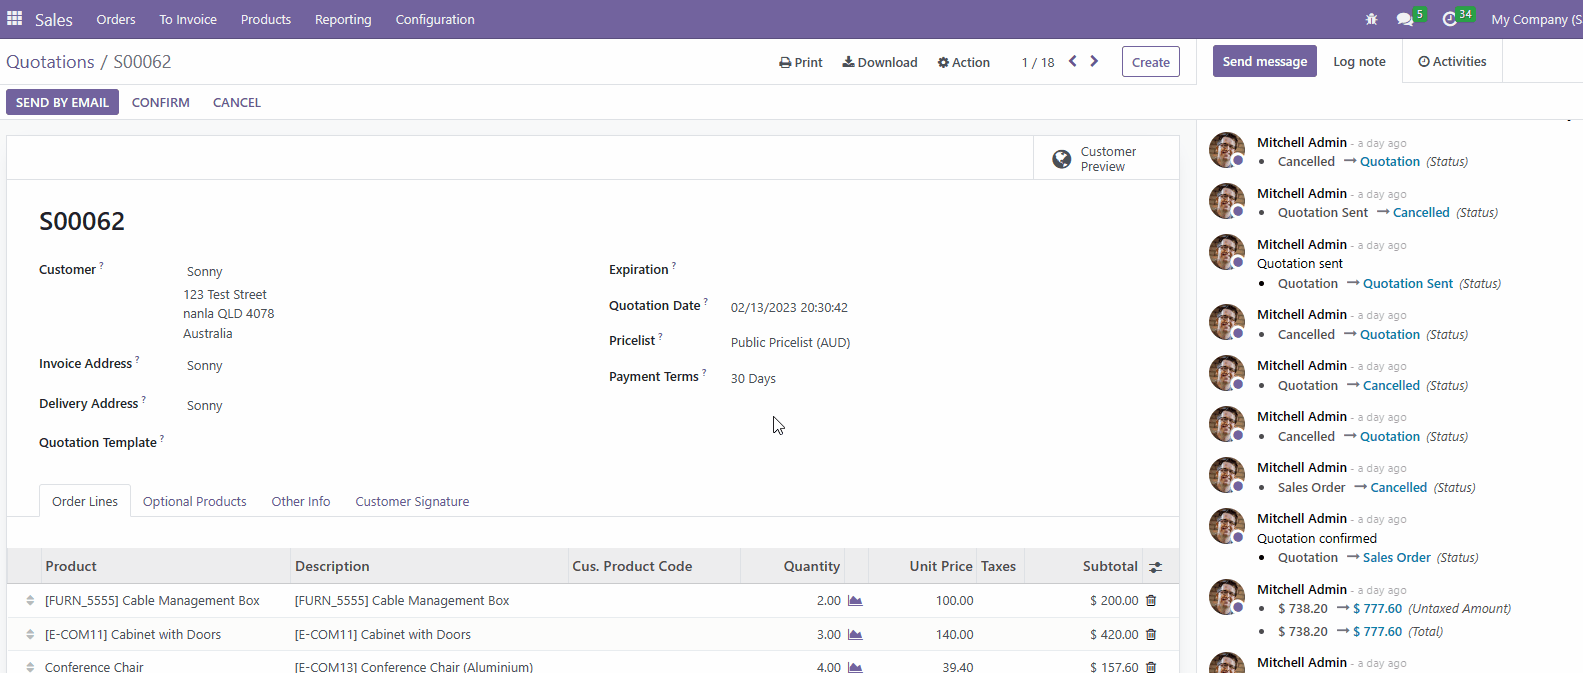 Sales Orders To Invoice Products Reporting Configuration 5 34 My Company (S
Quotations / S00062 Print Download Action 1 / 18 Create Send message Log note Activities
SEND BY EMAIL CONFIRM CANCEL
Customer
Preview
S00062
Customer ? Sonny
123 Test Street
nanla QLD 4078
Australia
Invoice Address ? Sonny
Delivery Address ? Sonny
Quotation Template ?
Expiration ?
Quotation Date ? 02/13/2023 20:30:42
Pricelist ? Public Pricelist (AUD)
Payment Terms ? 30 Days
Order Lines Optional Products Other Info Customer Signature
Product Description Cus. Product Code Quantity Unit Price Taxes Subtotal
[FURN_5555] Cable Management Box [FURN_5555] Cable Management Box 2.00 100.00 $ 200.00
[E-COM11] Cabinet with Doors [E-COM11] Cabinet with Doors 3.00 140.00 $ 420.00
Conference Chair [E-COM13] Conference Chair (Aluminium) 4.00 39.40 $ 157.60
Mitchell Admin - a day ago
• Cancelled → Quotation (Status)
Mitchell Admin - a day ago
• Quotation Sent → Cancelled (Status)
Mitchell Admin - a day ago
Quotation sent
• Quotation → Quotation Sent (Status)
Mitchell Admin - a day ago
• Cancelled → Quotation (Status)
Mitchell Admin - a day ago
• Quotation → Cancelled (Status)
Mitchell Admin - a day ago
• Cancelled → Quotation (Status)
Mitchell Admin - a day ago
• Sales Order → Cancelled (Status)
Mitchell Admin - a day ago
Quotation confirmed
• Quotation → Sales Order (Status)
Mitchell Admin - a day ago
• $ 738.20 → $ 777.60 (Untaxed Amount)
• $ 738.20 → $ 777.60 (Total)
Mitchell Admin - a day ago